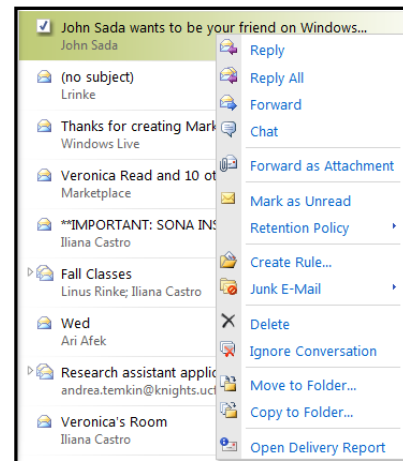 John Sada wants to be your friend on Windows...
John Sada
(no subject)
Lrinke
Thanks for creating Mark
Windows Live
Veronica Read and 10 ot
Marketplace
**IMPORTANT: SONA INS
Iliana Castro
Fall Classes
Linus Rinke; Iliana Castro
Wed
Ari Afek
Research assistant applic
andrea.temkin@knights.ucf
Veronica's Room
Iliana Castro
Reply
Reply All
Forward
Chat
Forward as Attachment
Mark as Unread
Retention Policy
Create Rule...
Junk E-Mail
Delete
Ignore Conversation
Move to Folder...
Copy to Folder...
Open Delivery Report